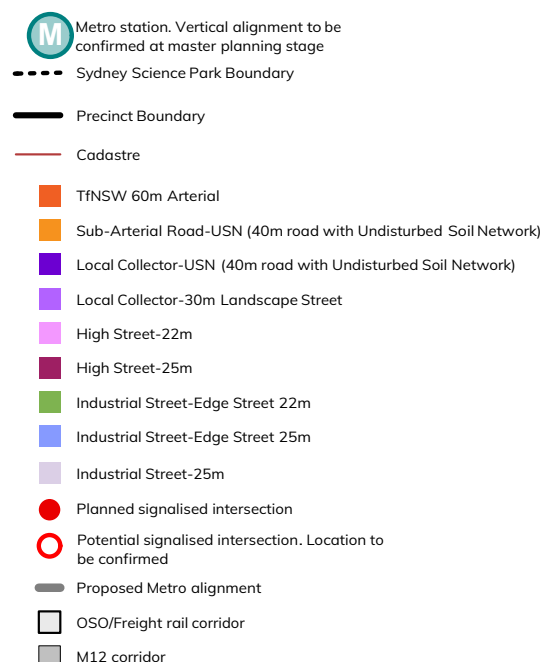 M
Metro station. Vertical alignment to be
confirmed at master planning stage
Sydney Science Park Boundary
Precinct Boundary
Cadastre
TfNSW 60m Arterial
Sub-Arterial Road-USN (40m road with Undisturbed Soil Network)
Local Collector-USN (40m road with Undisturbed Soil Network)
Local Collector-30m Landscape Street
High Street-22m
High Street-25m
Industrial Street-Edge Street 22m
Industrial Street-Edge Street 25m
Industrial Street-25m
Planned signalised intersection
Potential signalised intersection. Location to
be confirmed
Proposed Metro alignment
OSO/Freight rail corridor
M12 corridor